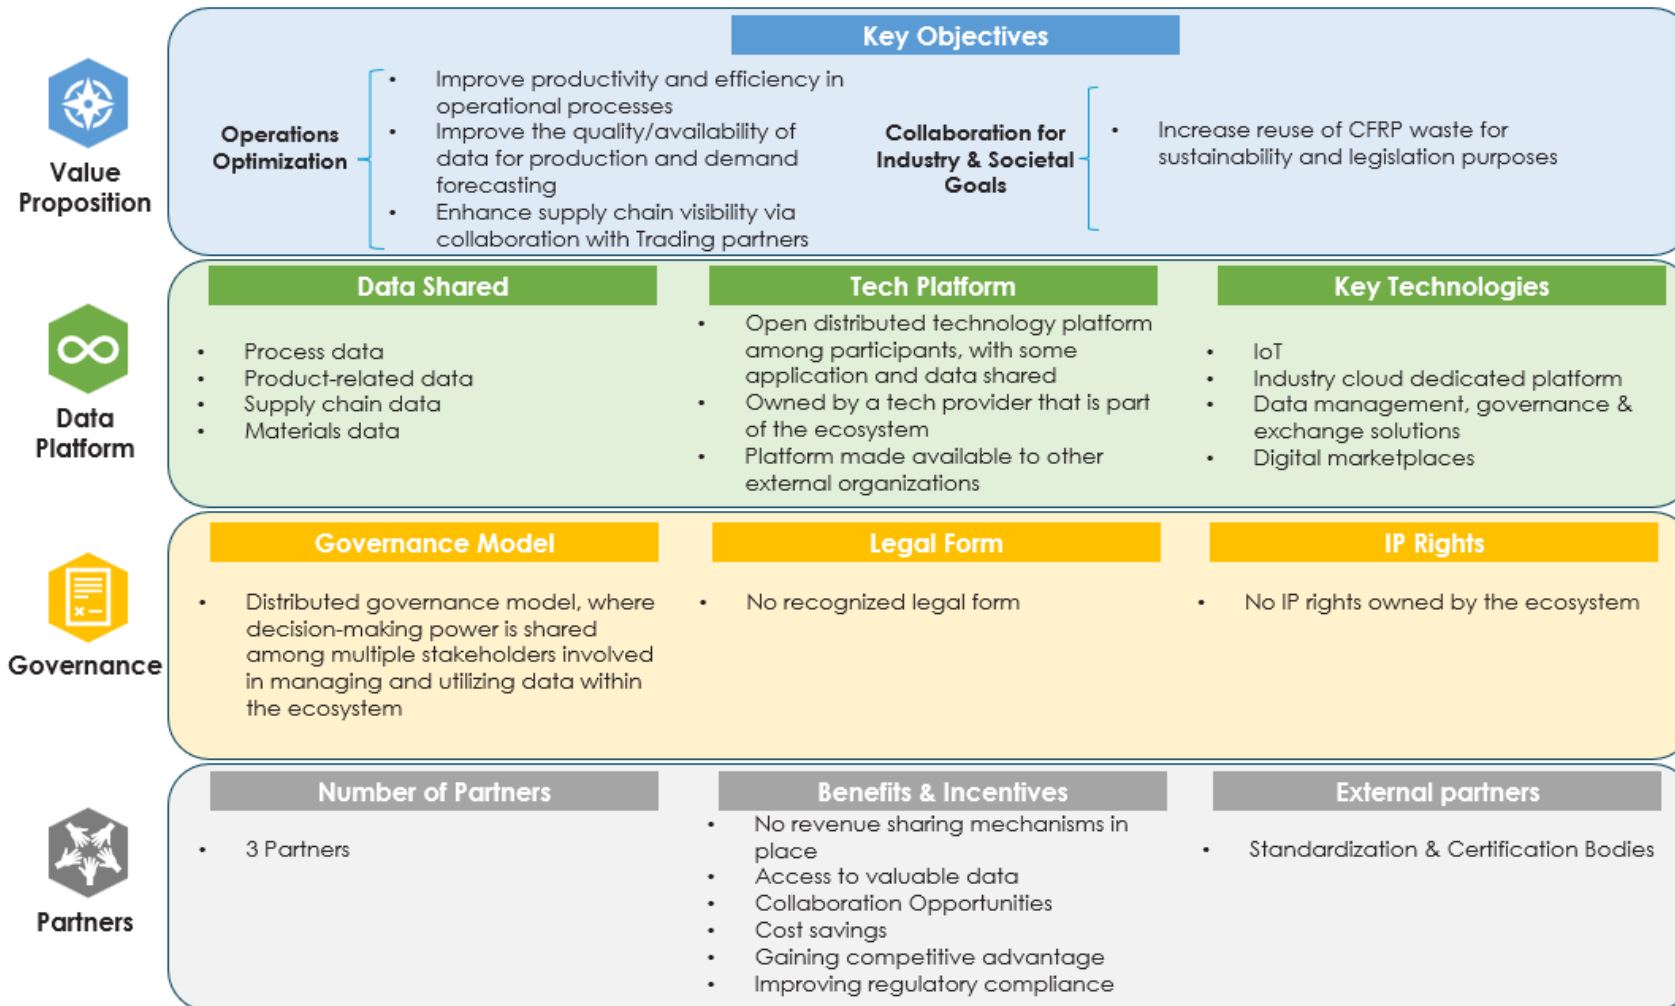 Value
Proposition
Key Objectives
Operations
Optimization
• Improve productivity and efficiency in
operational processes
• Improve the quality/availability of
data for production and demand
forecasting
• Enhance supply chain visibility via
collaboration with Trading partners
Collaboration for
Industry & Societal
Goals
• Increase reuse of CFRP waste for
sustainability and legislation purposes
Data
Platform
Data Shared
• Process data
• Product-related data
• Supply chain data
• Materials data
Tech Platform
• Open distributed technology platform
among participants, with some
application and data shared
• Owned by a tech provider that is part
of the ecosystem
• Platform made available to other
external organizations
Key Technologies
• IoT
• Industry cloud dedicated platform
• Data management, governance &
exchange solutions
• Digital marketplaces
Governance
Governance Model
• Distributed governance model, where
decision-making power is shared
among multiple stakeholders involved
in managing and utilizing data within
the ecosystem
Legal Form
• No recognized legal form
IP Rights
• No IP rights owned by the ecosystem
Partners
Number of Partners
• 3 Partners
Benefits & Incentives
• No revenue sharing mechanisms in
place
• Access to valuable data
• Collaboration Opportunities
• Cost savings
• Gaining competitive advantage
• Improving regulatory compliance
External partners
• Standardization & Certification Bodies